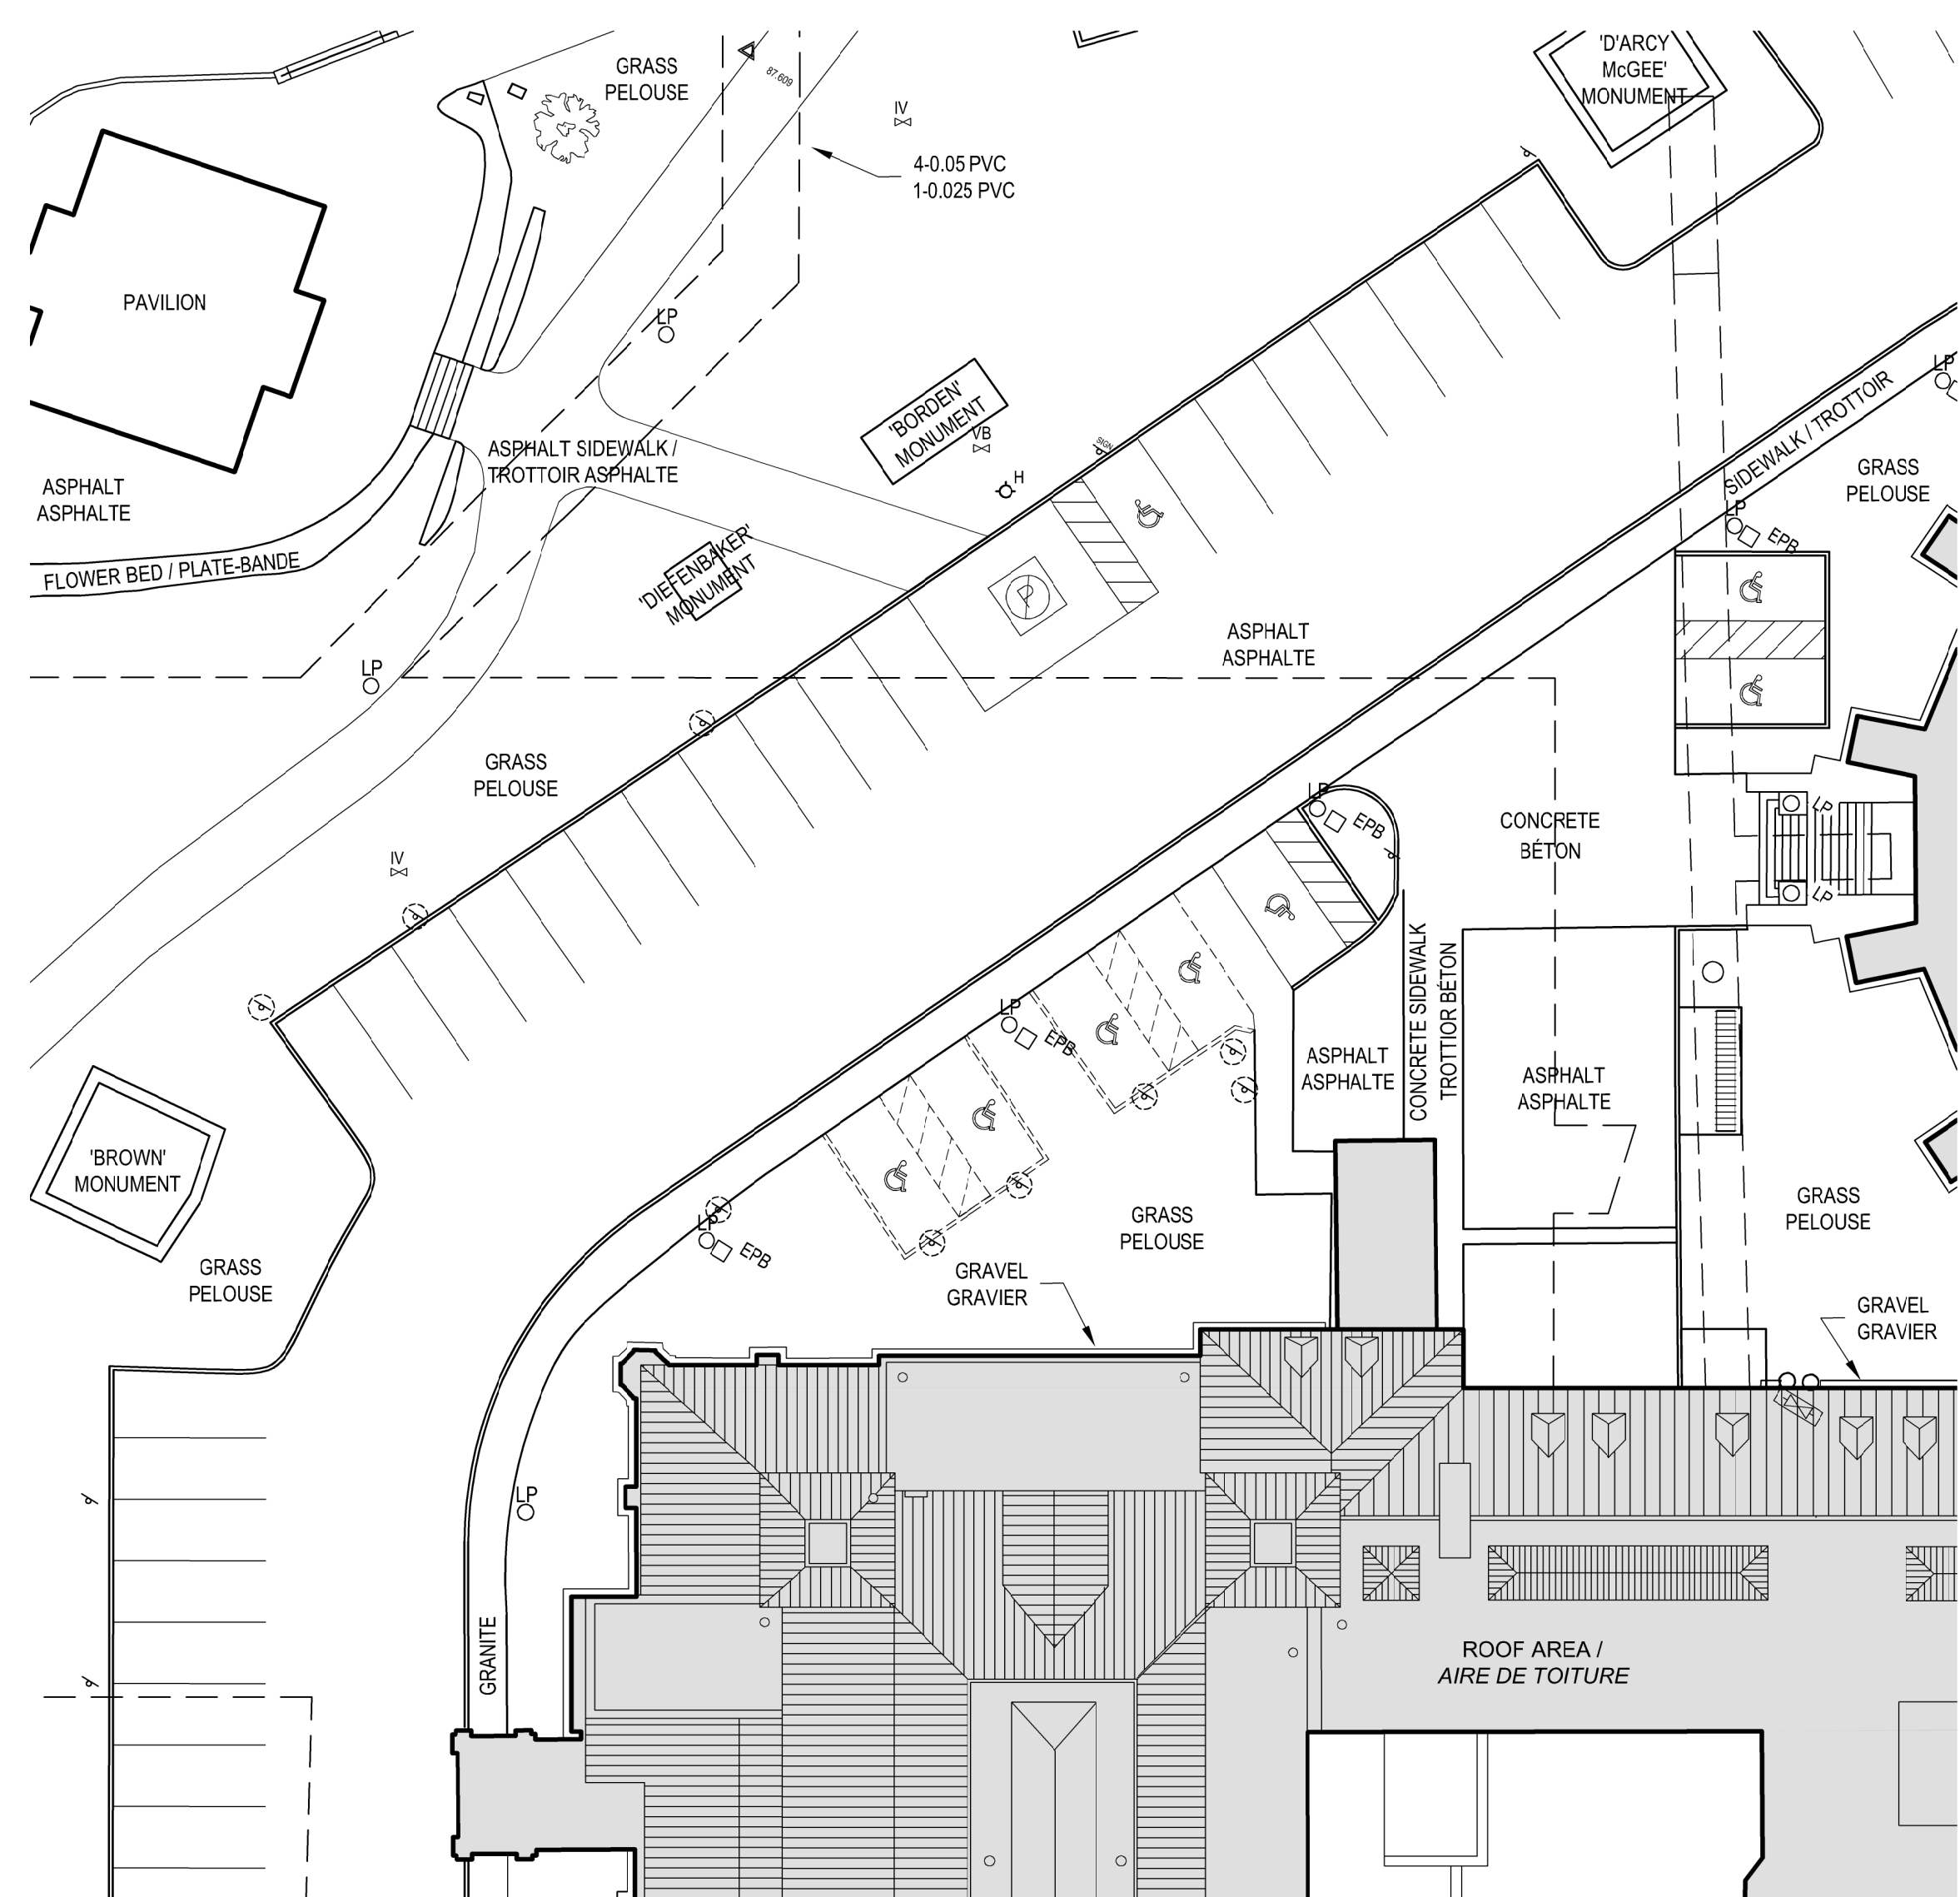 'D'ARCY
McGEE'
MONUMENT
GRASS
PELOUSE
87.609
IV
4-0.05 PVC
1-0.025 PVC
PAVILION
LP
'BORDEN'
MONUMENT
VB
SIGN
H
ASPHALT SIDEWALK /
TROTTOIR ASPHALTE
ASPHALT
ASPHALTE
FLOWER BED / PLATE-BANDE
'DIEFENBAKER'
MONUMENT
P
LP
SIDEWALK / TROTTOIR
GRASS
PELOUSE
LP
EPB
ASPHALT
ASPHALTE
LP
GRASS
PELOUSE
IV
LP
EPB
CONCRETE
BÉTON
LP
LP
CONCRETE SIDEWALK
TROTTIOR BÉTON
LP
EPB
ASPHALT
ASPHALTE
ASPHALT
ASPHALTE
'BROWN'
MONUMENT
GRASS
PELOUSE
LP
EPB
GRASS
PELOUSE
GRASS
PELOUSE
GRAVEL
GRAVIER
GRAVEL
GRAVIER
LP
GRANITE
ROOF AREA /
AIRE DE TOITURE